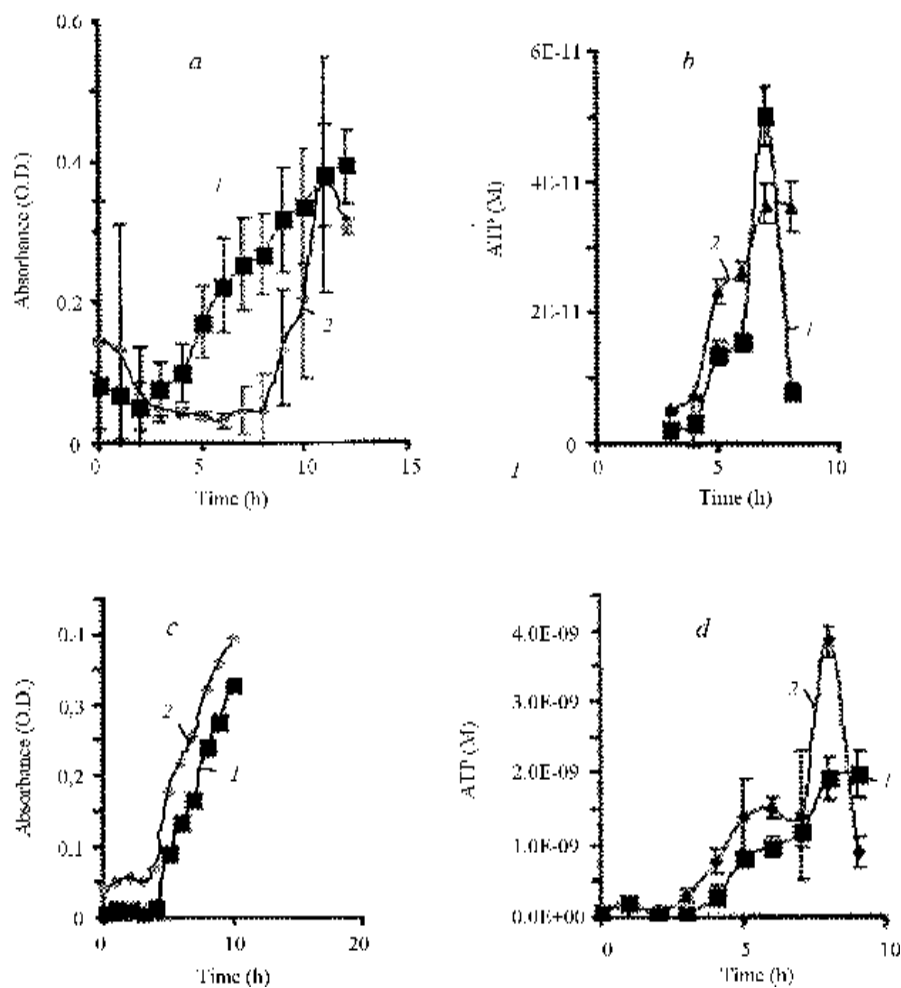 a
0.6
0.4
0.2
0
Absorbance (O.D.)
1
2
0 5 10 15
Time (h)
b
6E-11
4E-11
2E-11
0
ATP (M)
2
1
0 5 10
Time (h)
1
c
0.4
0.3
0.2
0.1
0
Absorbance (O.D.)
2
1
0 10 20
Time (h)
d
4.0E-09
3.0E-09
2.0E-09
1.0E-09
0.0E+00
ATP (M)
2
1
0 5 10
Time (h)